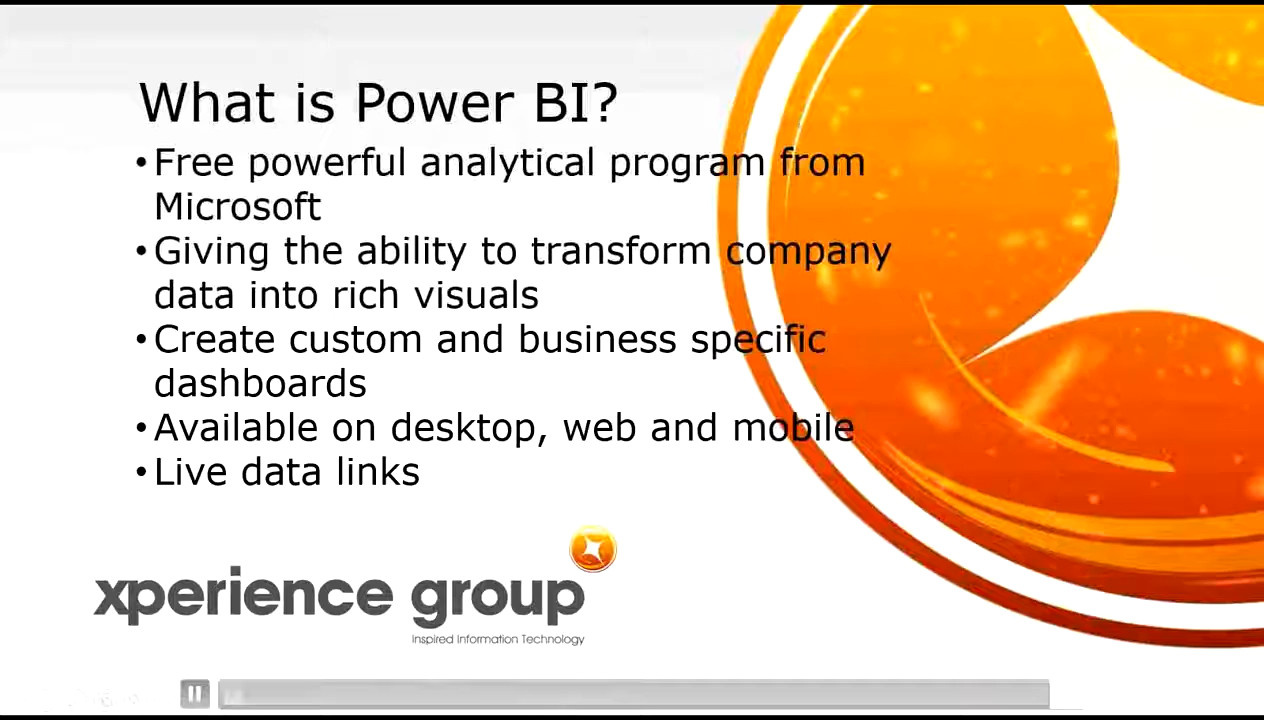 What is Power BI?
•Free powerful analytical program from
Microsoft
•Giving the ability to transform company
data into rich visuals
•Create custom and business specific
dashboards
•Available on desktop, web and mobile
•Live data links
xperience group
Inspired Information Technology